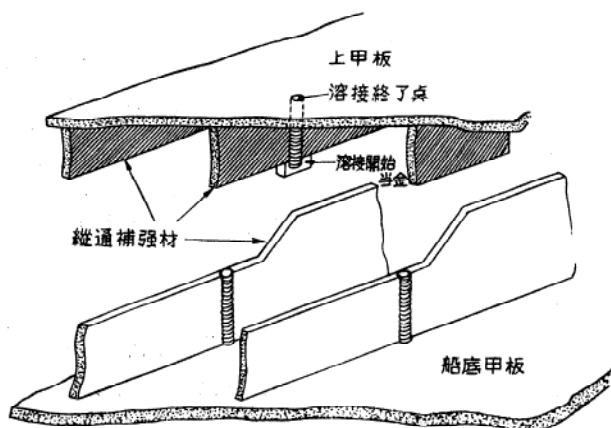 上甲板
溶接終了点
溶接開始
当金
縦通補强材
船底甲板